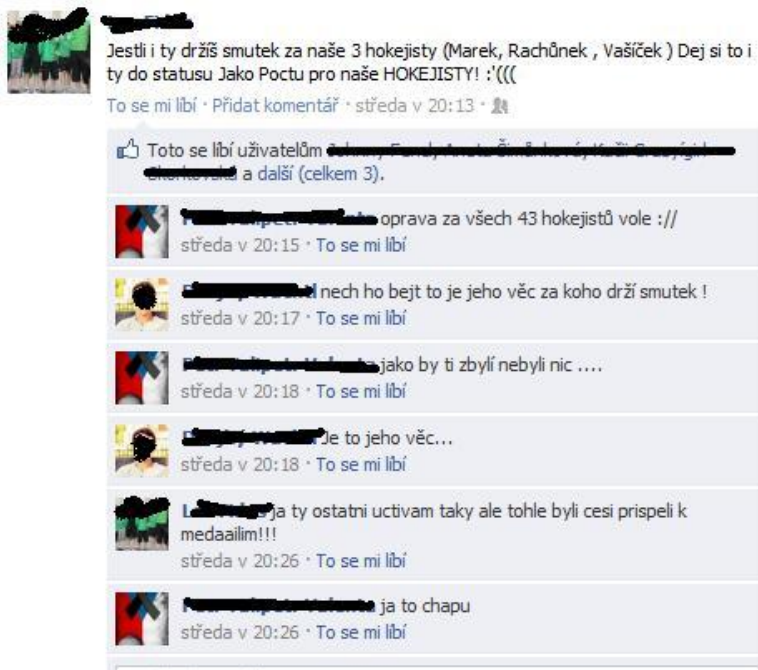 Jestli i ty držíš smutek za naše 3 hokejisty (Marek, Rachůnek , Vašíček ) Dej si to i
ty do statusu Jako Poctu pro naše HOKEJISTY! :'(((
To se mi líbí · Přidat komentář · středa v 20:13 ·
Toto se líbí uživatelům
a další (celkem 3).
oprava za všech 43 hokejistů vole ://
středa v 20:15 · To se mi líbí
nech ho bejt to je jeho věc za koho drží smutek !
středa v 20:17 · To se mi líbí
jako by ti zbylí nebyli nic ....
středa v 20:18 · To se mi líbí
Je to jeho věc...
středa v 20:18 · To se mi líbí
ja ty ostatni uctivam taky ale tohle byli cesi prispeli k
medaailim!!!
středa v 20:26 · To se mi líbí
ja to chapu
středa v 20:26 · To se mi líbí